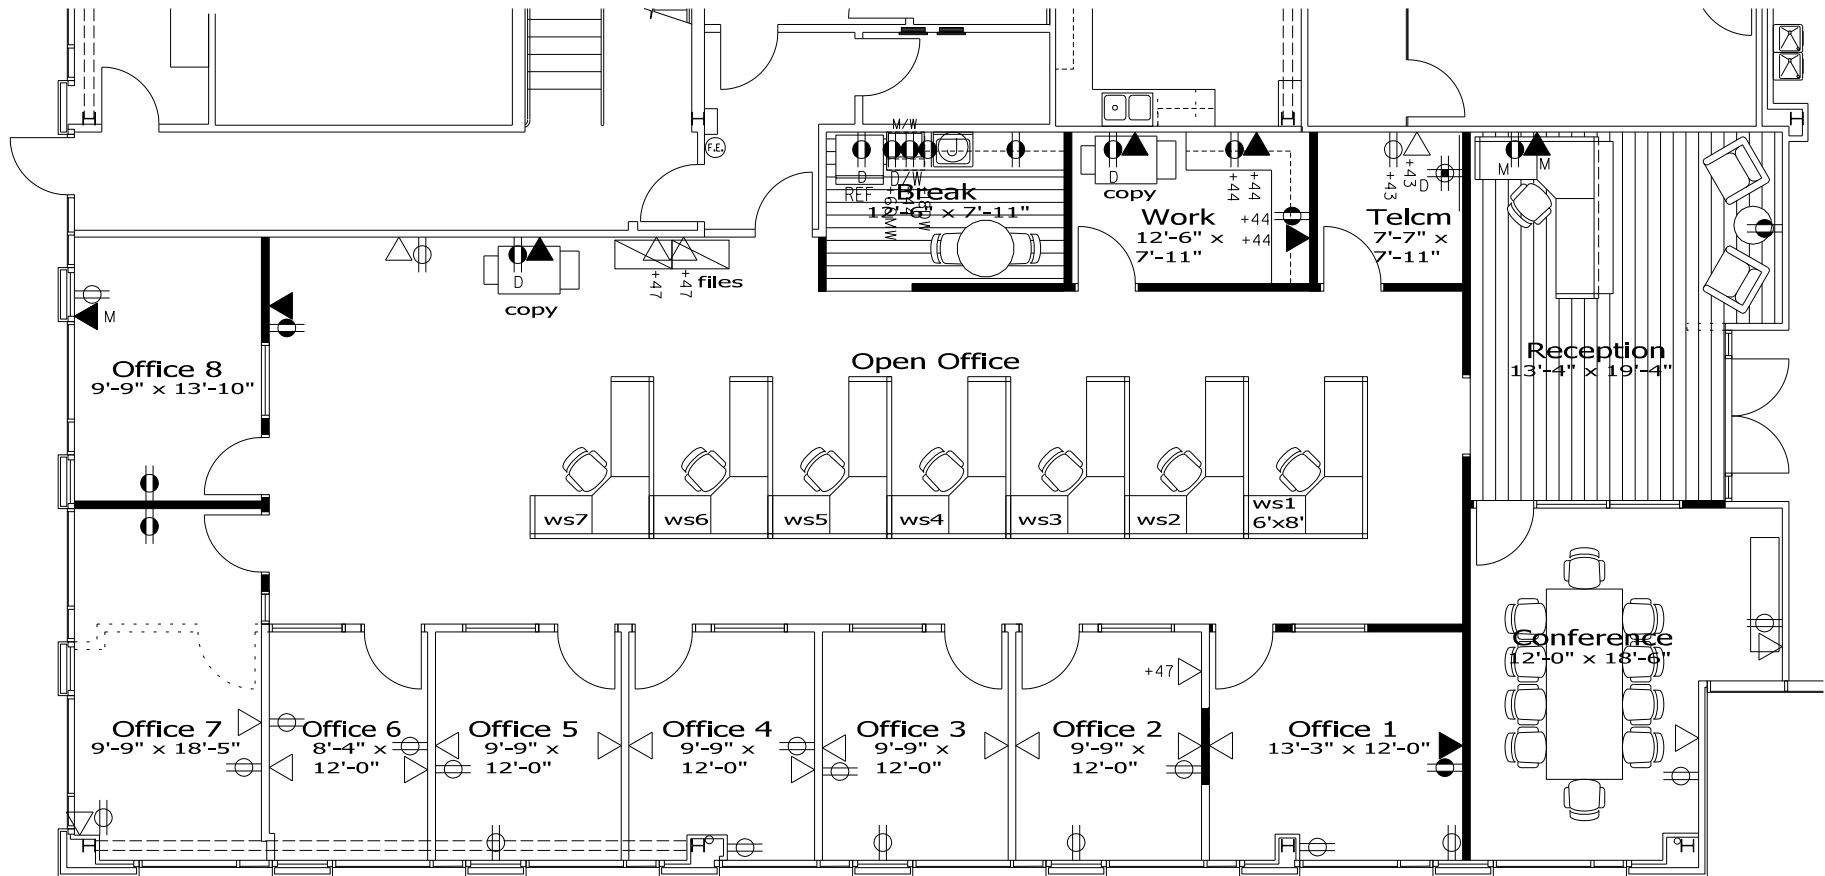 F.E.
M/W
D
REF
D/W
Break
12'-6" x 7'-11"
D
copy
+44
+44
Work
12'-6" x
7'-11"
+44
+44
+43
+43
D
Telcm
7'-7" x
7'-11"
M
M
D
copy
+47
+47
files
M
Office 8
9'-9" x 13'-10"
Open Office
Reception
13'-4" x 19'-4"
ws7
ws6
ws5
ws4
ws3
ws2
ws1
6'x8'
Conference
12'-0" x 18'-6"
+47
Office 7
9'-9" x 18'-5"
Office 6
8'-4" x
12'-0"
Office 5
9'-9" x
12'-0"
Office 4
9'-9" x
12'-0"
Office 3
9'-9" x
12'-0"
Office 2
9'-9" x
12'-0"
Office 1
13'-3" x 12'-0"